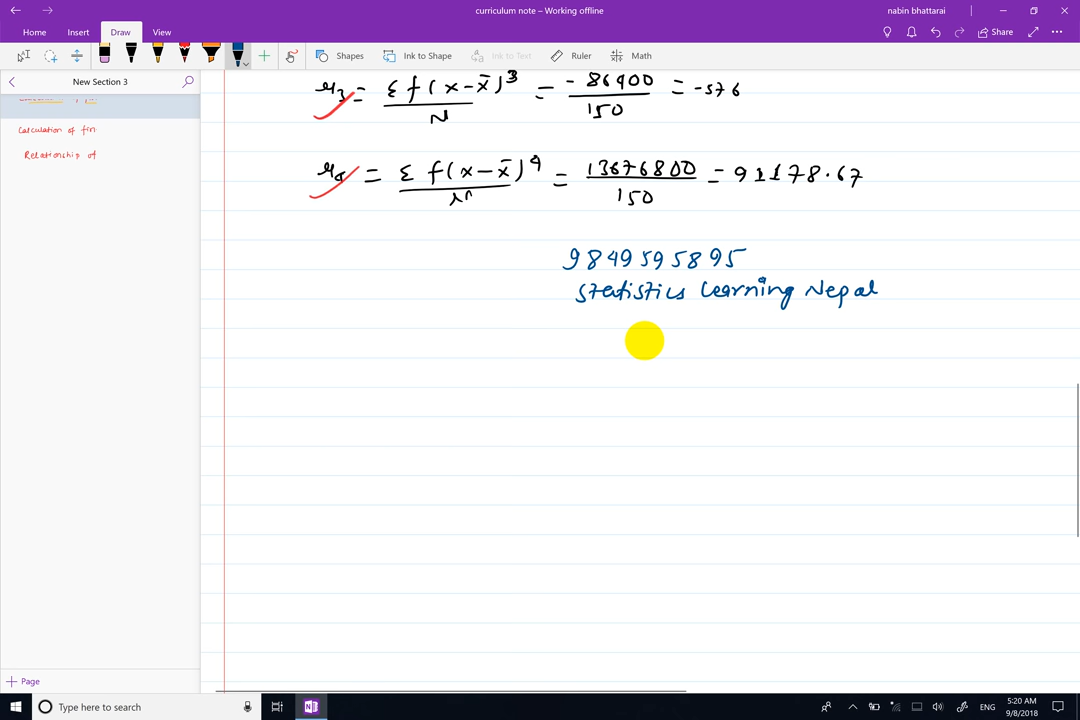 curriculum note – Working offline
nabin bhattarai
Home Insert Draw View
Share
Shapes Ink to Shape Ink to Text Ruler Math
New Section 3
Calculation of fin
Relationship of
μ3 = Σ f(x-x̄)^3 / N = -86400 / 150 = -576
μ4 = Σ f(x-x̄)^4 / N = 13676800 / 150 = 91178.67
9849595895
Statistics Learning Nepal
+ Page
Type here to search
ENG
5:20 AM
9/8/2018